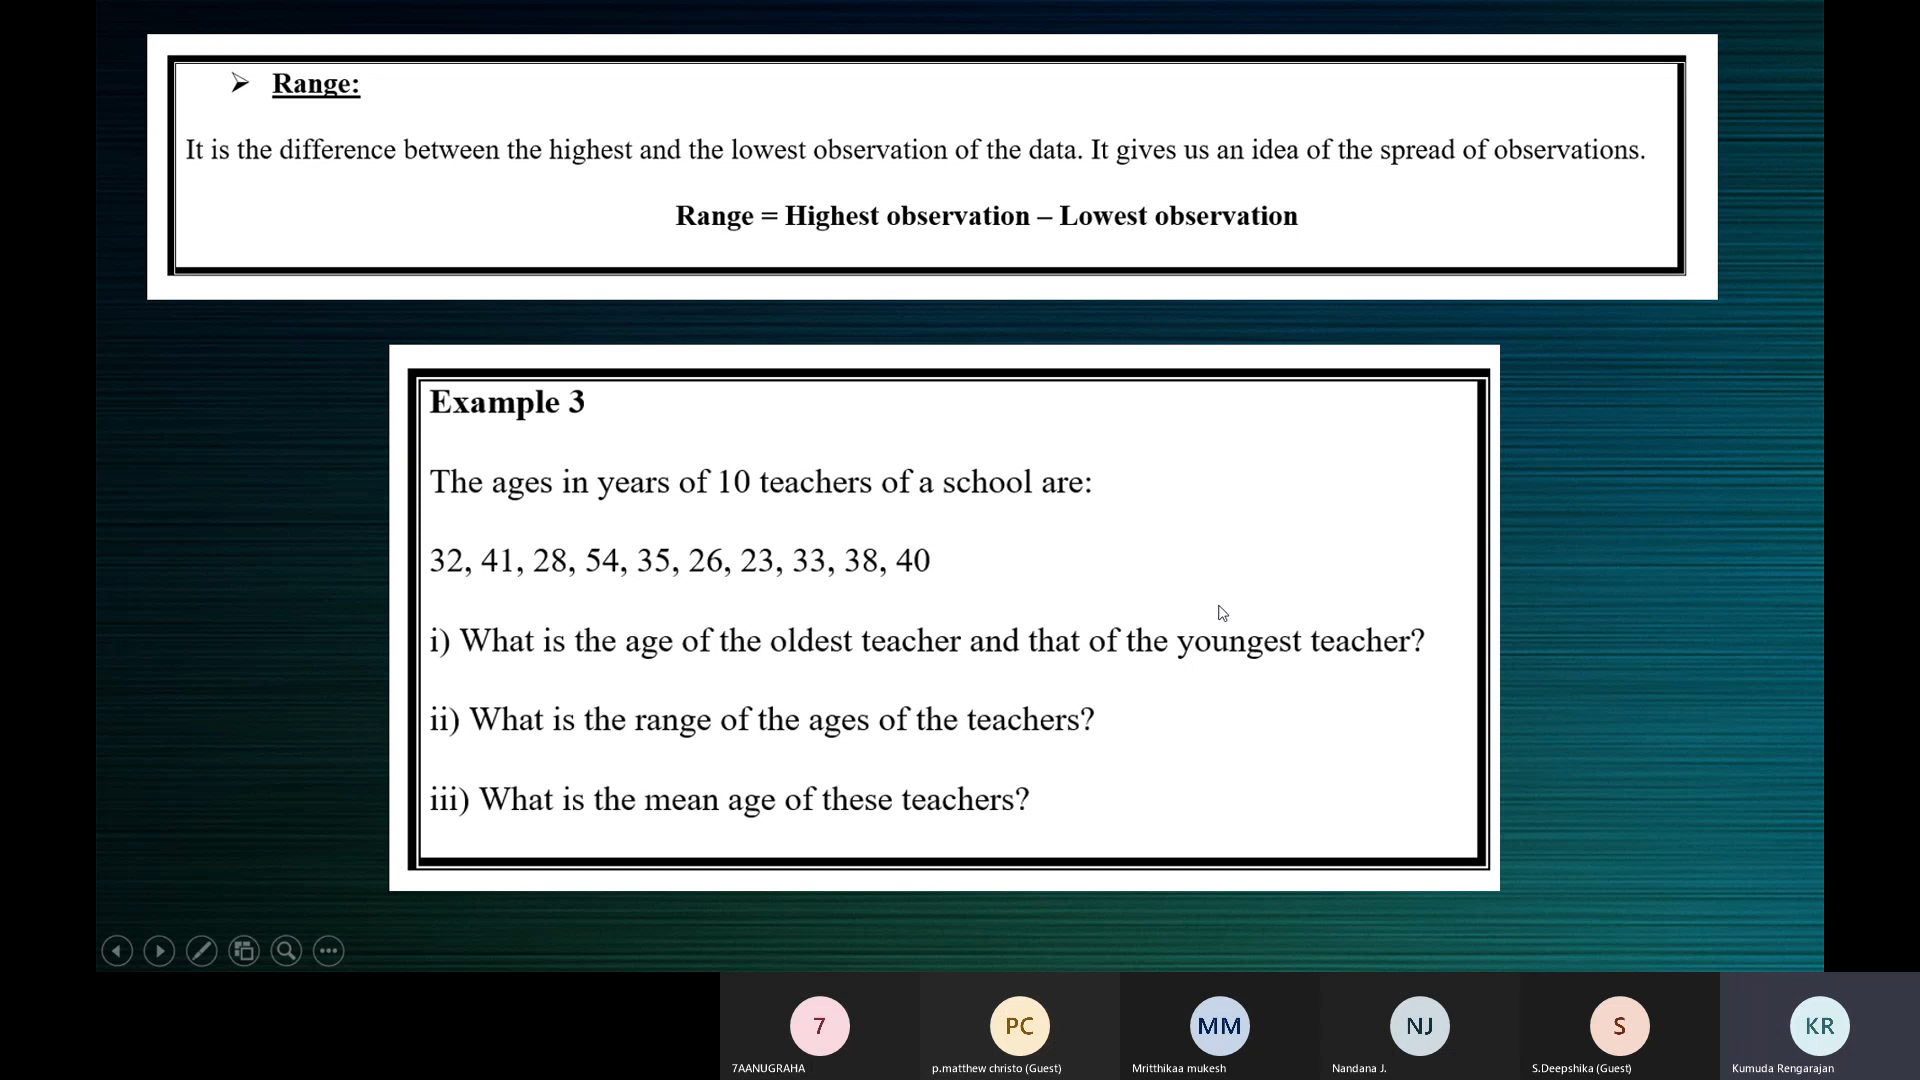 Range:
It is the difference between the highest and the lowest observation of the data. It gives us an idea of the spread of observations.
Range = Highest observation – Lowest observation
Example 3
The ages in years of 10 teachers of a school are:
32, 41, 28, 54, 35, 26, 23, 33, 38, 40
i) What is the age of the oldest teacher and that of the youngest teacher?
ii) What is the range of the ages of the teachers?
iii) What is the mean age of these teachers?
7 PC MM NJ S KR
7AANUGRAHA p.matthew christo (Guest) Mritthikaa mukesh Nandana J. S.Deepshika (Guest) Kumuda Rengarajan